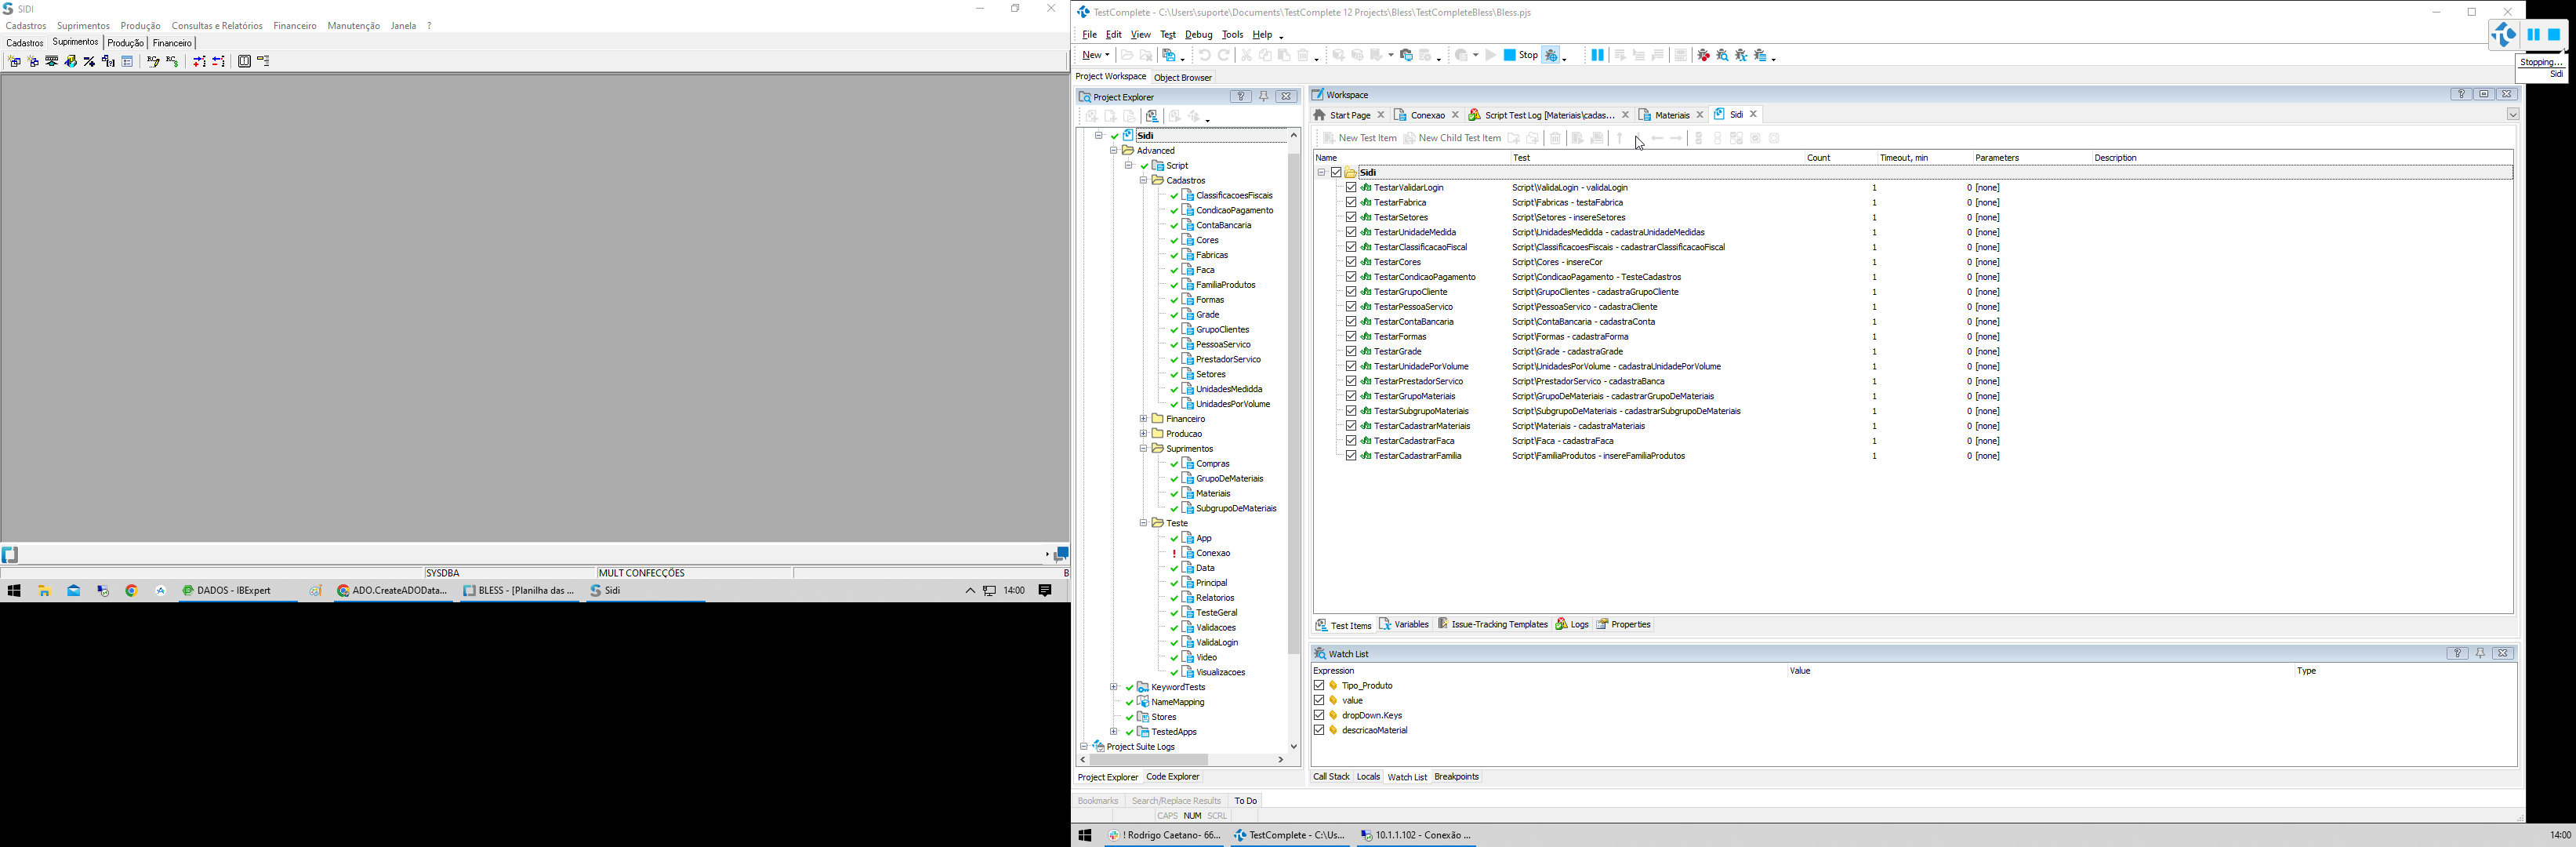 SIDI
Cadastros Suprimentos Produção Consultas e Relatórios Financeiro Manutenção Janela ?
Cadastros Suprimentos Produção Financeiro
SYSDBA MULT CONFECÇÕES B
DADOS - IBExpert ADO.CreateADOData... BLESS - [Planilha das ... Sidi 14:00
TestComplete - C:\Users\suporte\Documents\TestComplete 12 Projects\Bless\TestCompleteBless\Bless.pjs
File Edit View Test Debug Tools Help
New Stop
Stopping...
Sidi
Project Workspace Object Browser
Project Explorer
Sidi
Advanced
Script
Cadastros
ClassificacoesFiscais
CondicaoPagamento
ContaBancaria
Cores
Fabricas
Faca
FamiliaProdutos
Formas
Grade
GrupoClientes
PessoaServico
PrestadorServico
Setores
UnidadesMedidda
UnidadesPorVolume
Financeiro
Producao
Suprimentos
Compras
GrupoDeMateriais
Materiais
SubgrupoDeMateriais
Teste
App
Conexao
Data
Principal
Relatorios
TesteGeral
Validacoes
ValidaLogin
Video
Visualizacoes
KeywordTests
NameMapping
Stores
TestedApps
Project Suite Logs
Project Explorer Code Explorer
Workspace
Start Page Conexao Script Test Log [Materiais\cadas... Materiais Sidi
New Test Item New Child Test Item
Name Test Count Timeout, min Parameters Description
Sidi
TestarValidarLogin Script\ValidaLogin - validaLogin 1 0 [none]
TestarFabrica Script\Fabricas - testaFabrica 1 0 [none]
TestarSetores Script\Setores - insereSetores 1 0 [none]
TestarUnidadeMedida Script\UnidadesMedidda - cadastraUnidadeMedidas 1 0 [none]
TestarClassificacaoFiscal Script\ClassificacoesFiscais - cadastrarClassificacaoFiscal 1 0 [none]
TestarCores Script\Cores - insereCor 1 0 [none]
TestarCondicaoPagamento Script\CondicaoPagamento - TesteCadastros 1 0 [none]
TestarGrupoCliente Script\GrupoClientes - cadastraGrupoCliente 1 0 [none]
TestarPessoaServico Script\PessoaServico - cadastraCliente 1 0 [none]
TestarContaBancaria Script\ContaBancaria - cadastraConta 1 0 [none]
TestarFormas Script\Formas - cadastraForma 1 0 [none]
TestarGrade Script\Grade - cadastraGrade 1 0 [none]
TestarUnidadePorVolume Script\UnidadesPorVolume - cadastraUnidadePorVolume 1 0 [none]
TestarPrestadorServico Script\PrestadorServico - cadastraBanca 1 0 [none]
TestarGrupoMateriais Script\GrupoDeMateriais - cadastrarGrupoDeMateriais 1 0 [none]
TestarSubgrupoMateriais Script\SubgrupoDeMateriais - cadastrarSubgrupoDeMateriais 1 0 [none]
TestarCadastrarMateriais Script\Materiais - cadastraMateriais 1 0 [none]
TestarCadastrarFaca Script\Faca - cadastraFaca 1 0 [none]
TestarCadastrarFamilia Script\FamiliaProdutos - insereFamiliaProdutos 1 0 [none]
Test Items Variables Issue-Tracking Templates Logs Properties
Watch List
Expression Value Type
Tipo_Produto
value
dropDown.Keys
descricaoMaterial
Call Stack Locals Watch List Breakpoints
Bookmarks Search/Replace Results To Do
CAPS NUM SCRL
! Rodrigo Caetano- 66... TestComplete - C:\Us... 10.1.1.102 - Conexão ... 14:00